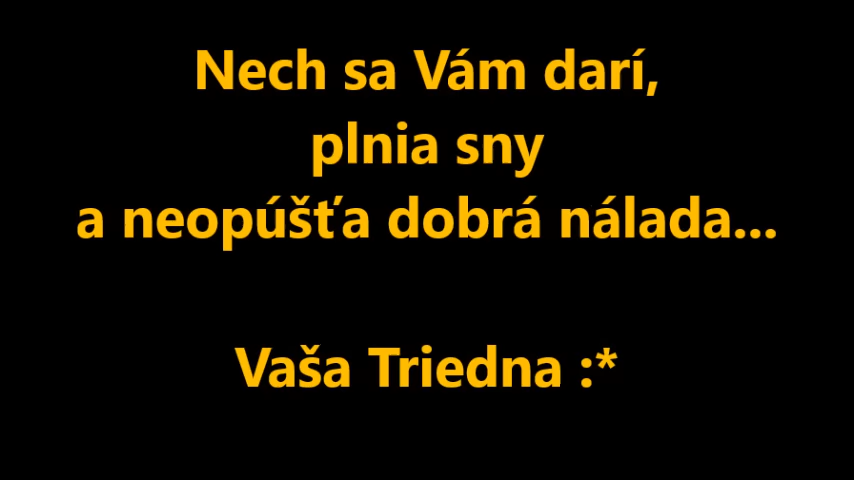 Nech sa Vám darí,
plnia sny
a neopúšťa dobrá nálada...
Vaša Triedna :*